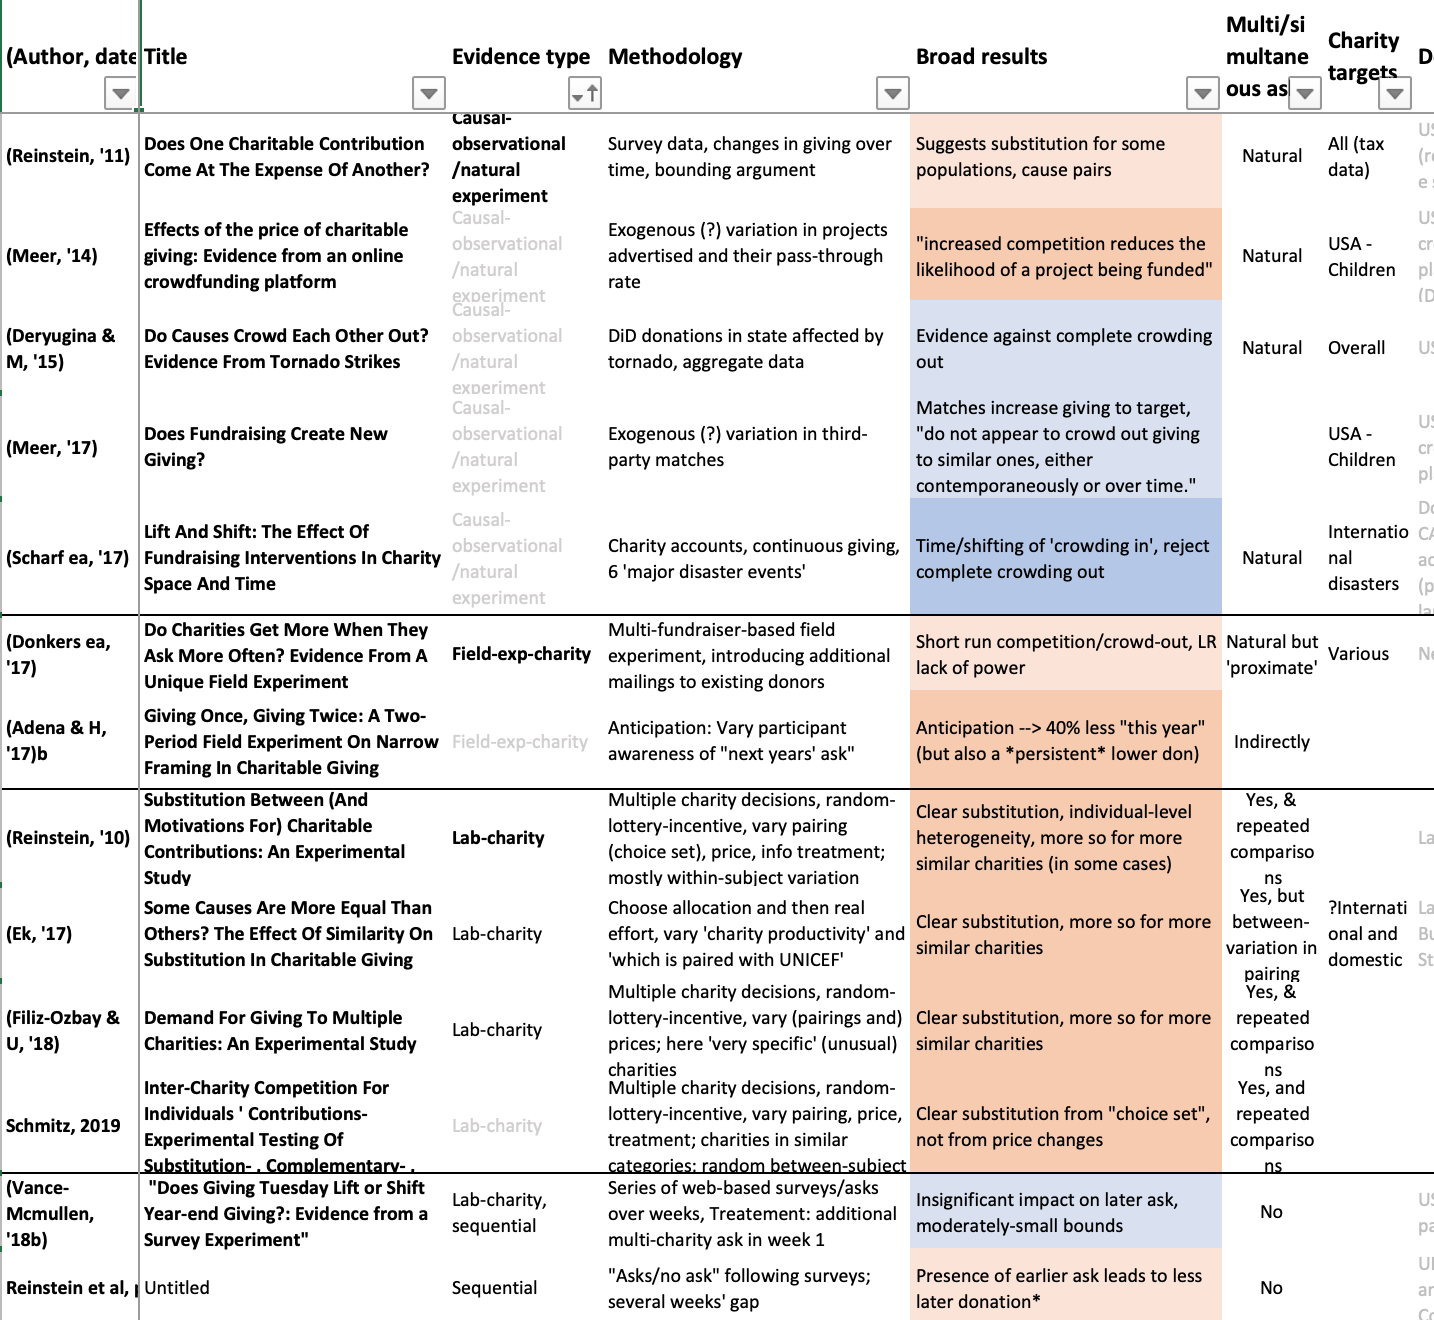 (Author, date
Title
Evidence type
Methodology
Broad results
Multi/si
multane
ous as
Charity
targets
(Reinstein, '11)
Does One Charitable Contribution
Come At The Expense Of Another?
Causal-
observational
/natural
experiment
Survey data, changes in giving over
time, bounding argument
Suggests substitution for some
populations, cause pairs
Natural
All (tax
data)
(Meer, '14)
Effects of the price of charitable
giving: Evidence from an online
crowdfunding platform
Causal-
observational
/natural
experiment
Exogenous (?) variation in projects
advertised and their pass-through
rate
"increased competition reduces the
likelihood of a project being funded"
Natural
USA -
Children
(Deryugina &
M, '15)
Do Causes Crowd Each Other Out?
Evidence From Tornado Strikes
Causal-
observational
/natural
experiment
DiD donations in state affected by
tornado, aggregate data
Evidence against complete crowding
out
Natural
Overall
US
(Meer, '17)
Does Fundraising Create New
Giving?
Causal-
observational
/natural
experiment
Exogenous (?) variation in third-
party matches
Matches increase giving to target,
"do not appear to crowd out giving
to similar ones, either
contemporaneously or over time."
USA -
Children
(Scharf ea, '17)
Lift And Shift: The Effect Of
Fundraising Interventions In Charity
Space And Time
Causal-
observational
/natural
experiment
Charity accounts, continuous giving,
6 'major disaster events'
Time/shifting of 'crowding in', reject
complete crowding out
Natural
Internatio
nal
disasters
(Donkers ea,
'17)
Do Charities Get More When They
Ask More Often? Evidence From A
Unique Field Experiment
Field-exp-charity
Multi-fundraiser-based field
experiment, introducing additional
mailings to existing donors
Short run competition/crowd-out, LR
lack of power
Natural but
'proximate'
Various
Ne
(Adena & H,
'17)b
Giving Once, Giving Twice: A Two-
Period Field Experiment On Narrow
Framing In Charitable Giving
Field-exp-charity
Anticipation: Vary participant
awareness of "next years' ask"
Anticipation --> 40% less "this year"
(but also a *persistent* lower don)
Indirectly
(Reinstein, '10)
Substitution Between (And
Motivations For) Charitable
Contributions: An Experimental
Study
Lab-charity
Multiple charity decisions, random-
lottery-incentive, vary pairing
(choice set), price, info treatment;
mostly within-subject variation
Clear substitution, individual-level
heterogeneity, more so for more
similar charities (in some cases)
Yes, &
repeated
compariso
ns
La
(Ek, '17)
Some Causes Are More Equal Than
Others? The Effect Of Similarity On
Substitution In Charitable Giving
Lab-charity
Choose allocation and then real
effort, vary 'charity productivity' and
'which is paired with UNICEF'
Clear substitution, more so for more
similar charities
Yes, but
between-
variation in
pairing
?Internati
onal and
domestic
La
Bu
St
(Filiz-Ozbay &
U, '18)
Demand For Giving To Multiple
Charities: An Experimental Study
Lab-charity
Multiple charity decisions, random-
lottery-incentive, vary (pairings and)
prices; here 'very specific' (unusual)
charities
Clear substitution, more so for more
similar charities
Yes, &
repeated
compariso
ns
Schmitz, 2019
Inter-Charity Competition For
Individuals ' Contributions-
Experimental Testing Of
Substitution- , Complementary- ,
Lab-charity
Multiple charity decisions, random-
lottery-incentive, vary pairing, price,
treatment; charities in similar
categories; random between-subject
Clear substitution from "choice set",
not from price changes
Yes, and
repeated
compariso
ns
(Vance-
Mcmullen,
'18b)
"Does Giving Tuesday Lift or Shift
Year-end Giving?: Evidence from a
Survey Experiment"
Lab-charity,
sequential
Series of web-based surveys/asks
over weeks, Treatement: additional
multi-charity ask in week 1
Insignificant impact on later ask,
moderately-small bounds
No
US
pa
Reinstein et al,
Untitled
Sequential
"Asks/no ask" following surveys;
several weeks' gap
Presence of earlier ask leads to less
later donation*
No